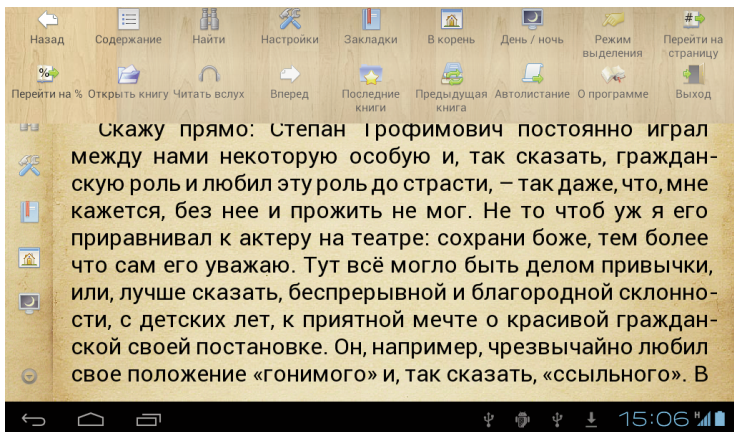 Назад Содержание Найти Настройки Закладки В корень День / ночь Режим выделения Перейти на страницу
Перейти на % Открыть книгу Читать вслух Вперед Последние книги Предыдущая книга Автолистание О программе Выход
Скажу прямо: Степан Трофимович постоянно играл
между нами некоторую особую и, так сказать, граждан-
скую роль и любил эту роль до страсти, – так даже, что, мне
кажется, без нее и прожить не мог. Не то чтоб уж я его
приравнивал к актеру на театре: сохрани боже, тем более
что сам его уважаю. Тут всё могло быть делом привычки,
или, лучше сказать, беспрерывной и благородной склонно-
сти, с детских лет, к приятной мечте о красивой граждан-
ской своей постановке. Он, например, чрезвычайно любил
свое положение «гонимого» и, так сказать, «ссыльного». В
15:06 H